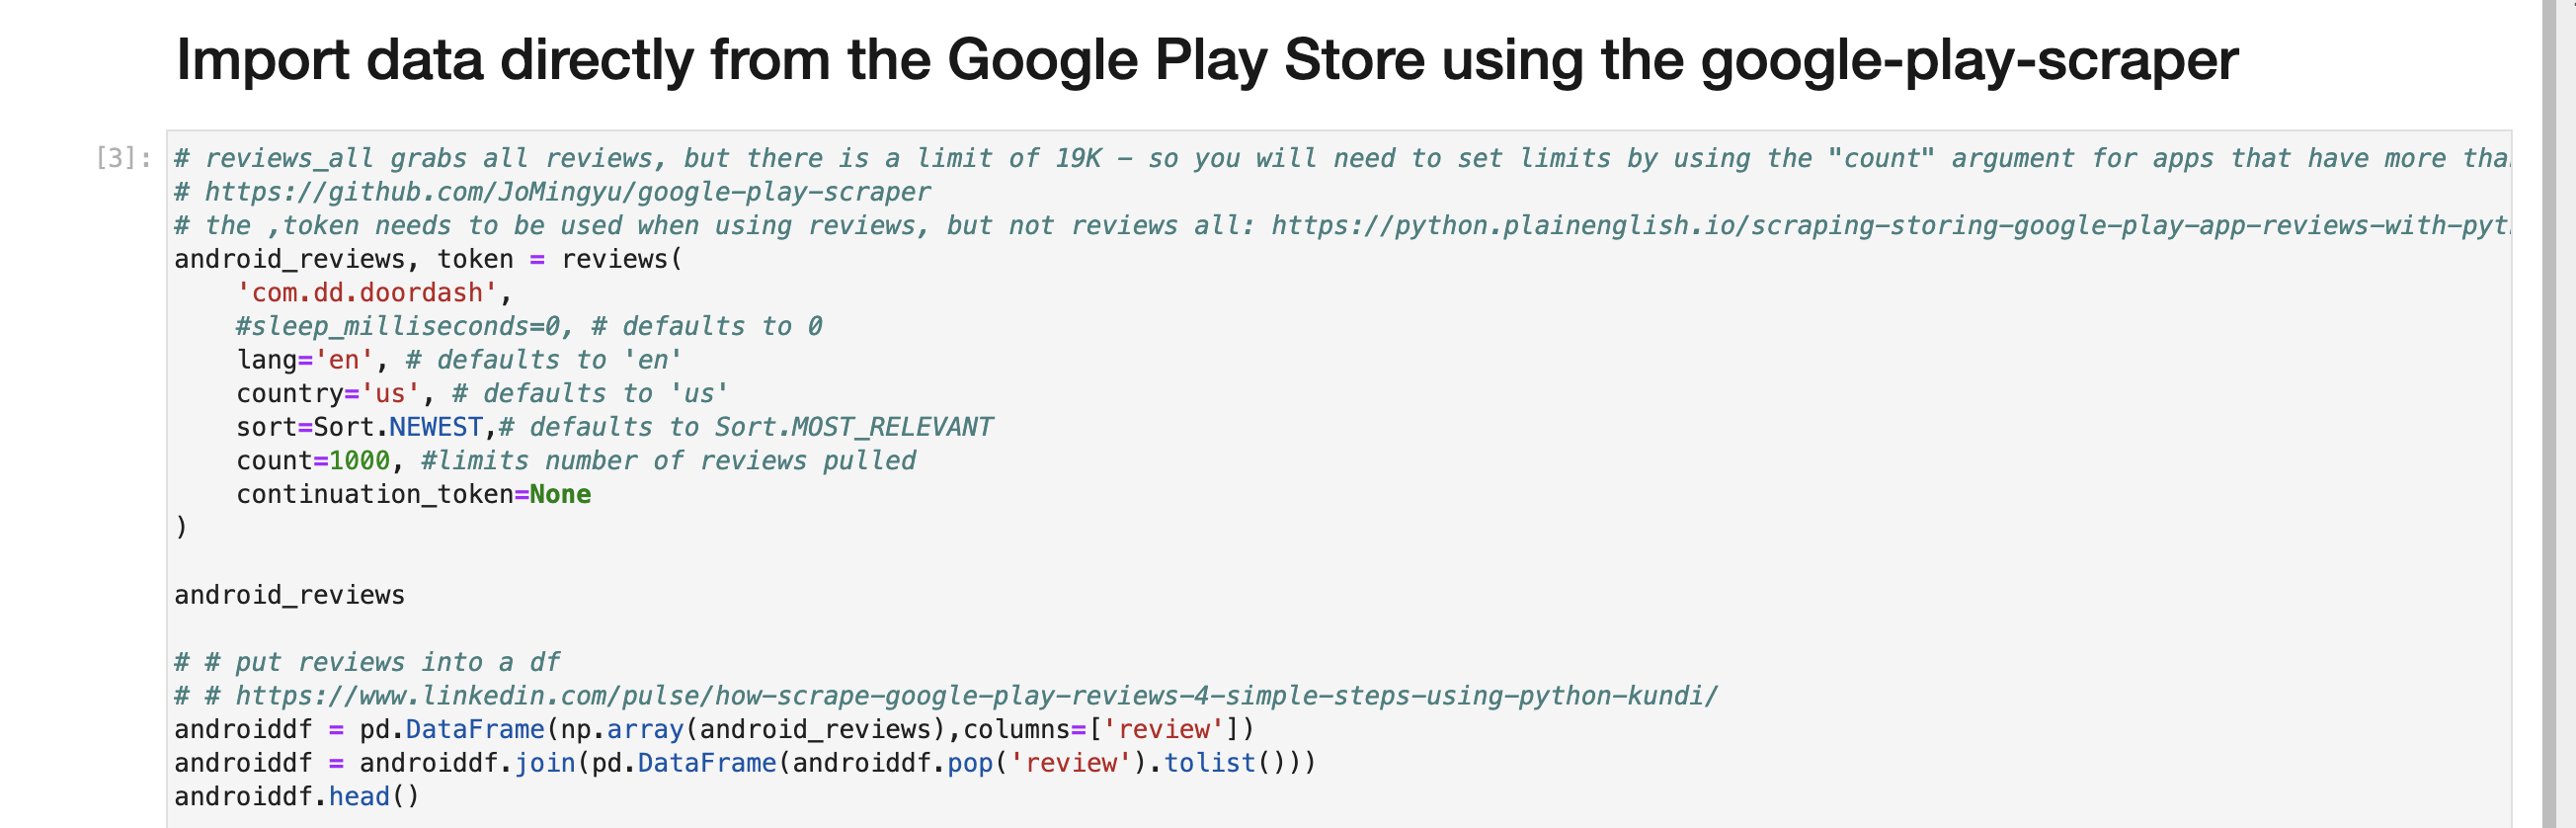 Import data directly from the Google Play Store using the google-play-scraper
[3]:
# reviews_all grabs all reviews, but there is a limit of 19K – so you will need to set limits by using the "count" argument for apps that have more
# https://github.com/JoMingyu/google-play-scraper
# the ,token needs to be used when using reviews, but not reviews all: https://python.plainenglish.io/scraping-storing-google-play-app-reviews-with-pyt
android_reviews, token = reviews(
    'com.dd.doordash',
    #sleep_milliseconds=0, # defaults to 0
    lang='en', # defaults to 'en'
    country='us', # defaults to 'us'
    sort=Sort.NEWEST,# defaults to Sort.MOST_RELEVANT
    count=1000, #limits number of reviews pulled
    continuation_token=None
)
android_reviews
# # put reviews into a df
# # https://www.linkedin.com/pulse/how-scrape-google-play-reviews-4-simple-steps-using-python-kundi/
androiddf = pd.DataFrame(np.array(android_reviews),columns=['review'])
androiddf = androiddf.join(pd.DataFrame(androiddf.pop('review').tolist()))
androiddf.head()